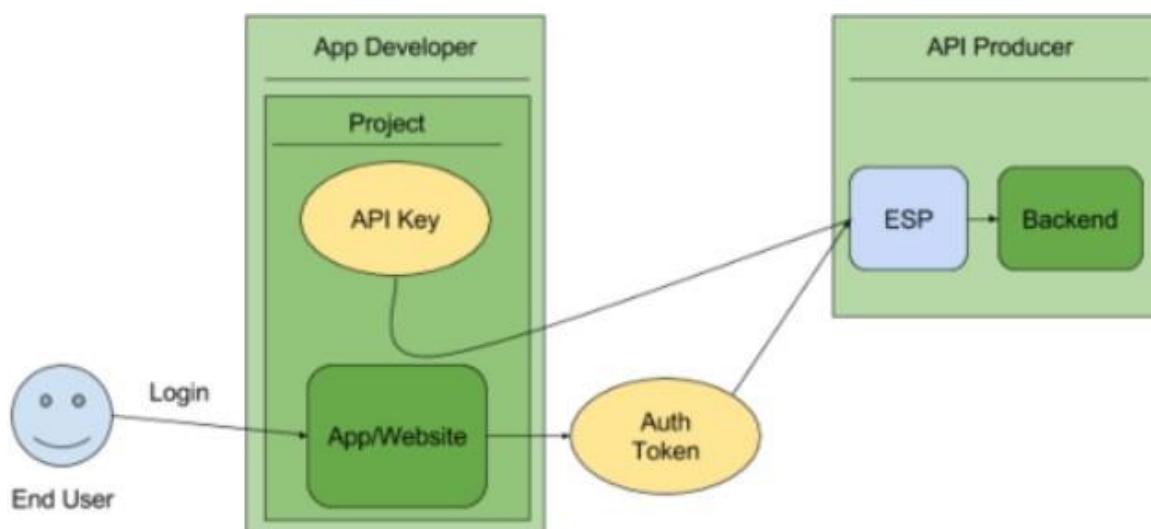 App Developer
API Producer
Project
API Key
ESP
Backend
Login
App/Website
Auth
Token
End User